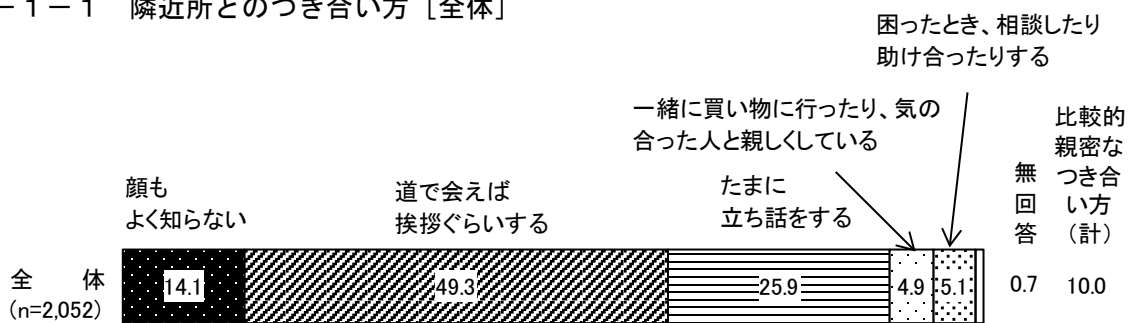 －１－１　隣近所とのつき合い方［全体］
困ったとき、相談したり
助け合ったりする
一緒に買い物に行ったり、気の
合った人と親しくしている
比較的
親密な
つき合
い方
（計）
無
回
答
顔も
よく知らない
道で会えば
挨拶ぐらいする
たまに
立ち話をする
全　体
(n=2,052)
14.1
49.3
25.9
4.9
5.1
0.7
10.0